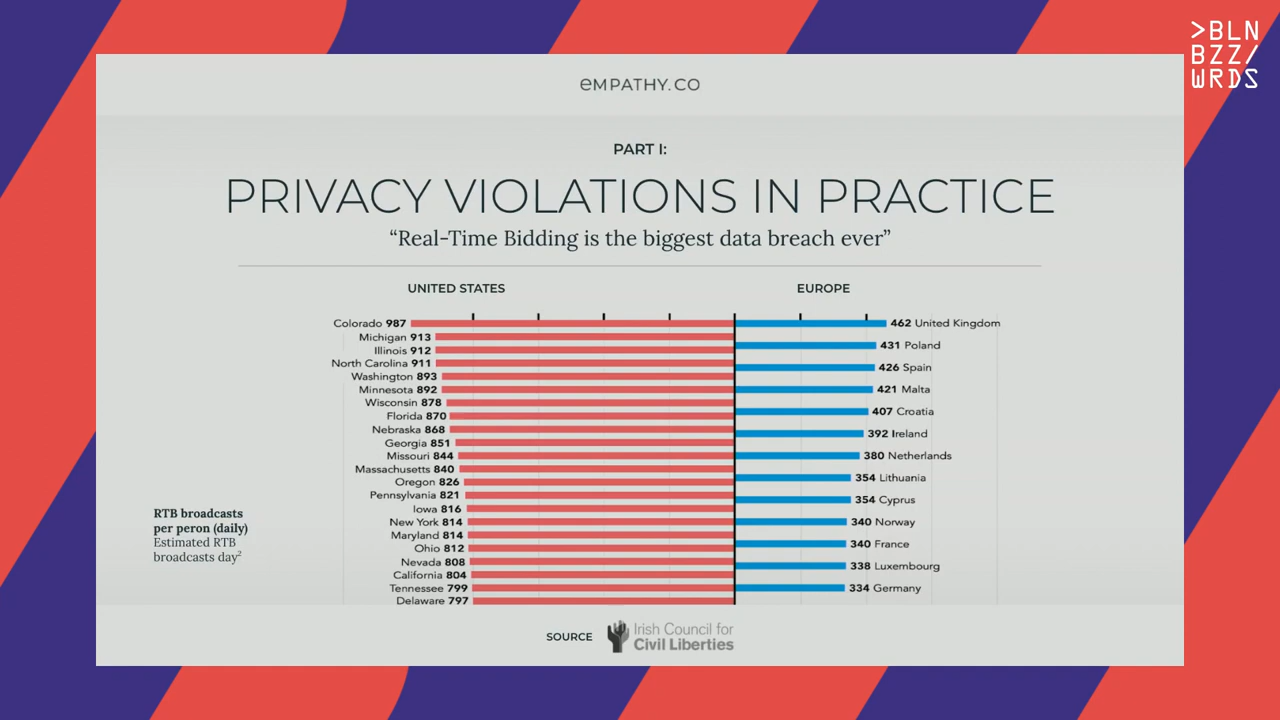 >BLN
BZZ/
WRDS
eMPATHY.CO
PART I:
PRIVACY VIOLATIONS IN PRACTICE
“Real-Time Bidding is the biggest data breach ever”
UNITED STATES
EUROPE
Colorado 987
Michigan 913
Illinois 912
North Carolina 911
Washington 893
Minnesota 892
Wisconsin 878
Florida 870
Nebraska 868
Georgia 851
Missouri 844
Massachusetts 840
Oregon 826
Pennsylvania 821
Iowa 816
New York 814
Maryland 814
Ohio 812
Nevada 808
California 804
Tennessee 799
Delaware 797
462 United Kingdom
431 Poland
426 Spain
421 Malta
407 Croatia
392 Ireland
380 Netherlands
354 Lithuania
354 Cyprus
340 Norway
340 France
338 Luxembourg
334 Germany
RTB broadcasts
per peron (daily)
Estimated RTB
broadcasts day²
SOURCE
Irish Council for
Civil Liberties